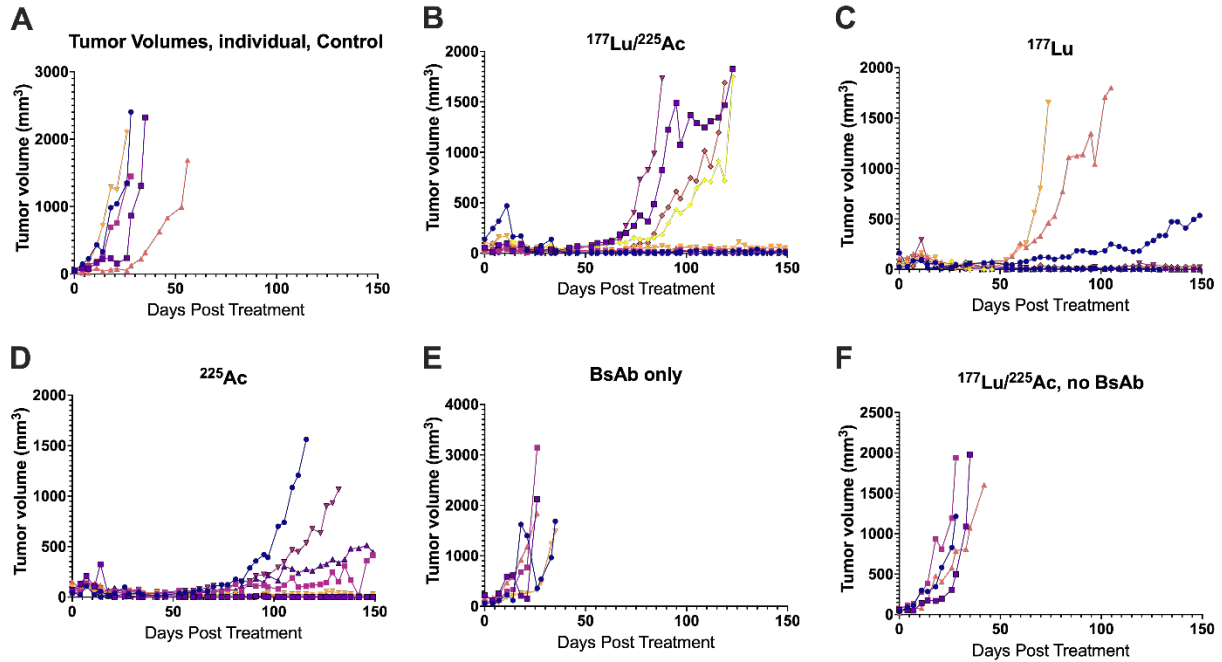 A
Tumor Volumes, individual, Control
Tumor volume (mm³)
3000
2000
1000
0
0
50
100
150
Days Post Treatment
B
¹⁷⁷Lu/²²⁵Ac
Tumor volume (mm³)
2000
1500
1000
500
0
0
50
100
150
Days Post Treatment
C
¹⁷⁷Lu
Tumor volume (mm³)
2000
1500
1000
500
0
0
50
100
150
Days Post Treatment
D
²²⁵Ac
Tumor volume (mm³)
2000
1500
1000
500
0
0
50
100
150
Days Post Treatment
E
BsAb only
Tumor volume (mm³)
4000
3000
2000
1000
0
0
50
100
150
Days Post Treatment
F
¹⁷⁷Lu/²²⁵Ac, no BsAb
Tumor volume (mm³)
2500
2000
1500
1000
500
0
0
50
100
150
Days Post Treatment